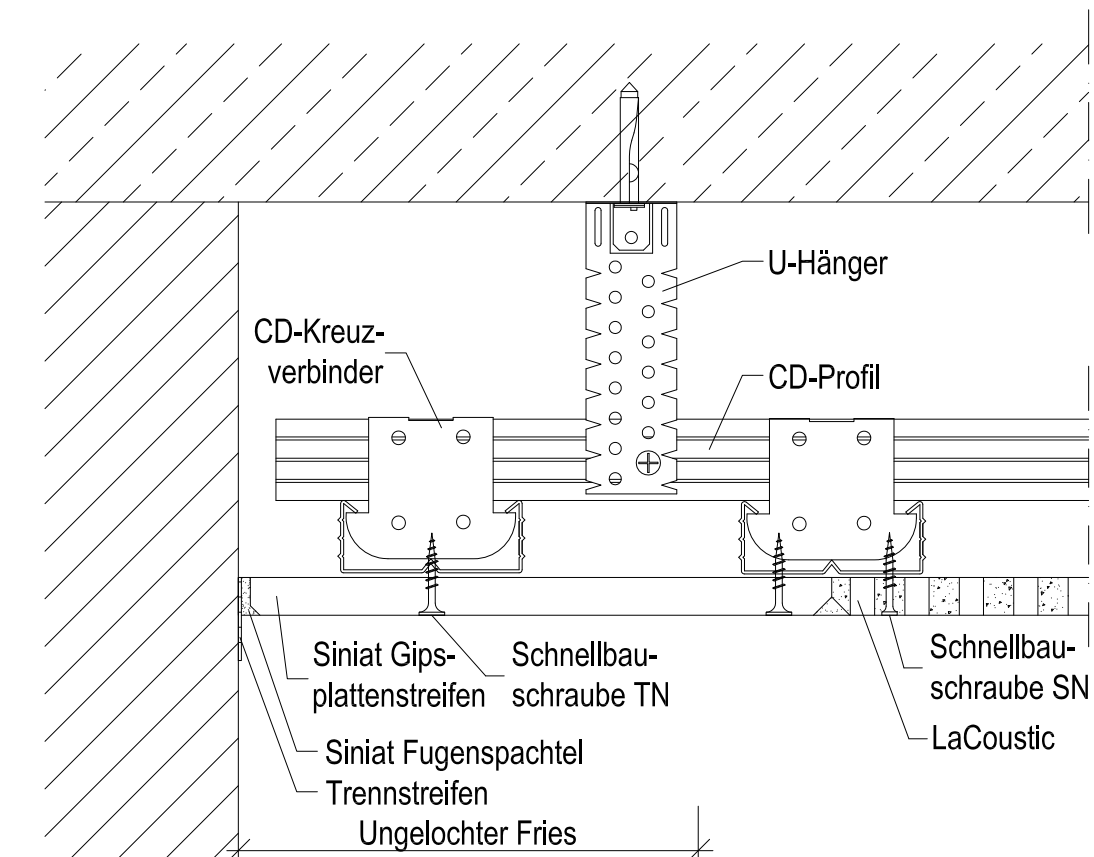 U-Hänger
CD-Kreuz-
verbinder
CD-Profil
Siniat Gips-
plattenstreifen
Schnellbau-
schraube TN
Schnellbau-
schraube SN
LaCoustic
Siniat Fugenspachtel
Trennstreifen
Ungelochter Fries